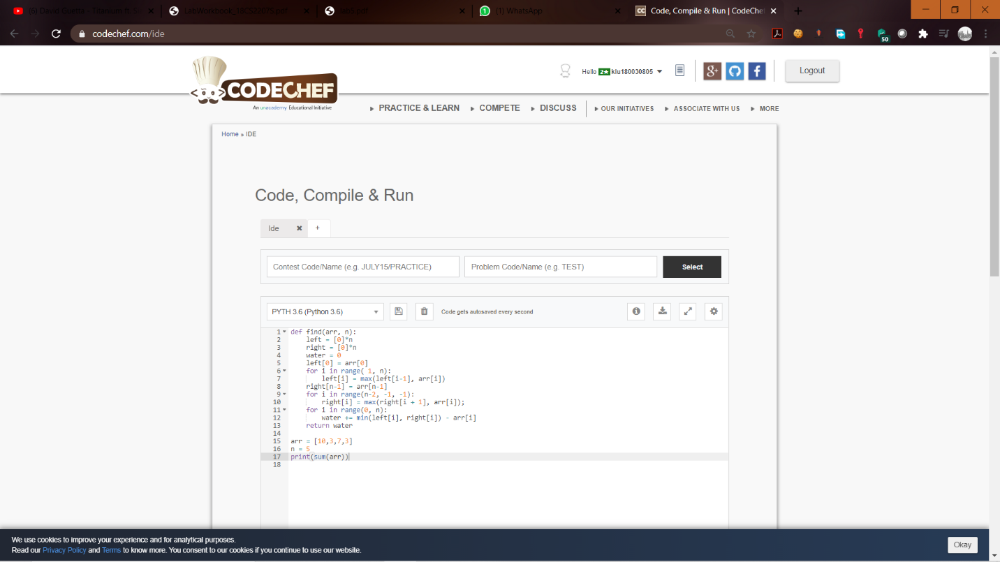 (6) David Guetta - Titanium ft. S
LabWorkbook_18CS2207S.pdf
lab5.pdf
(1) WhatsApp
CC Code, Compile & Run | CodeChe
codechef.com/ide
50
CODECHEF
An unacademy Educational Initiative
Hello 2★ klu180030805
g+
f
Logout
PRACTICE & LEARN COMPETE DISCUSS OUR INITIATIVES ASSOCIATE WITH US MORE
Home » IDE
Code, Compile & Run
Ide ✖ +
Contest Code/Name (e.g. JULY15/PRACTICE) Problem Code/Name (e.g. TEST) Select
PYTH 3.6 (Python 3.6) Code gets autosaved every second
1 def find(arr, n):
2     left = [0]*n
3     right = [0]*n
4     water = 0
5     left[0] = arr[0]
6     for i in range( 1, n):
7         left[i] = max(left[i-1], arr[i])
8     right[n-1] = arr[n-1]
9     for i in range(n-2, -1, -1):
10         right[i] = max(right[i + 1], arr[i]);
11     for i in range(0, n):
12         water += min(left[i], right[i]) - arr[i]
13     return water
14
15 arr = [10,3,7,3]
16 n = 5
17 print(sum(arr))
18
We use cookies to improve your experience and for analytical purposes.
Read our Privacy Policy and Terms to know more. You consent to our cookies if you continue to use our website.
Okay